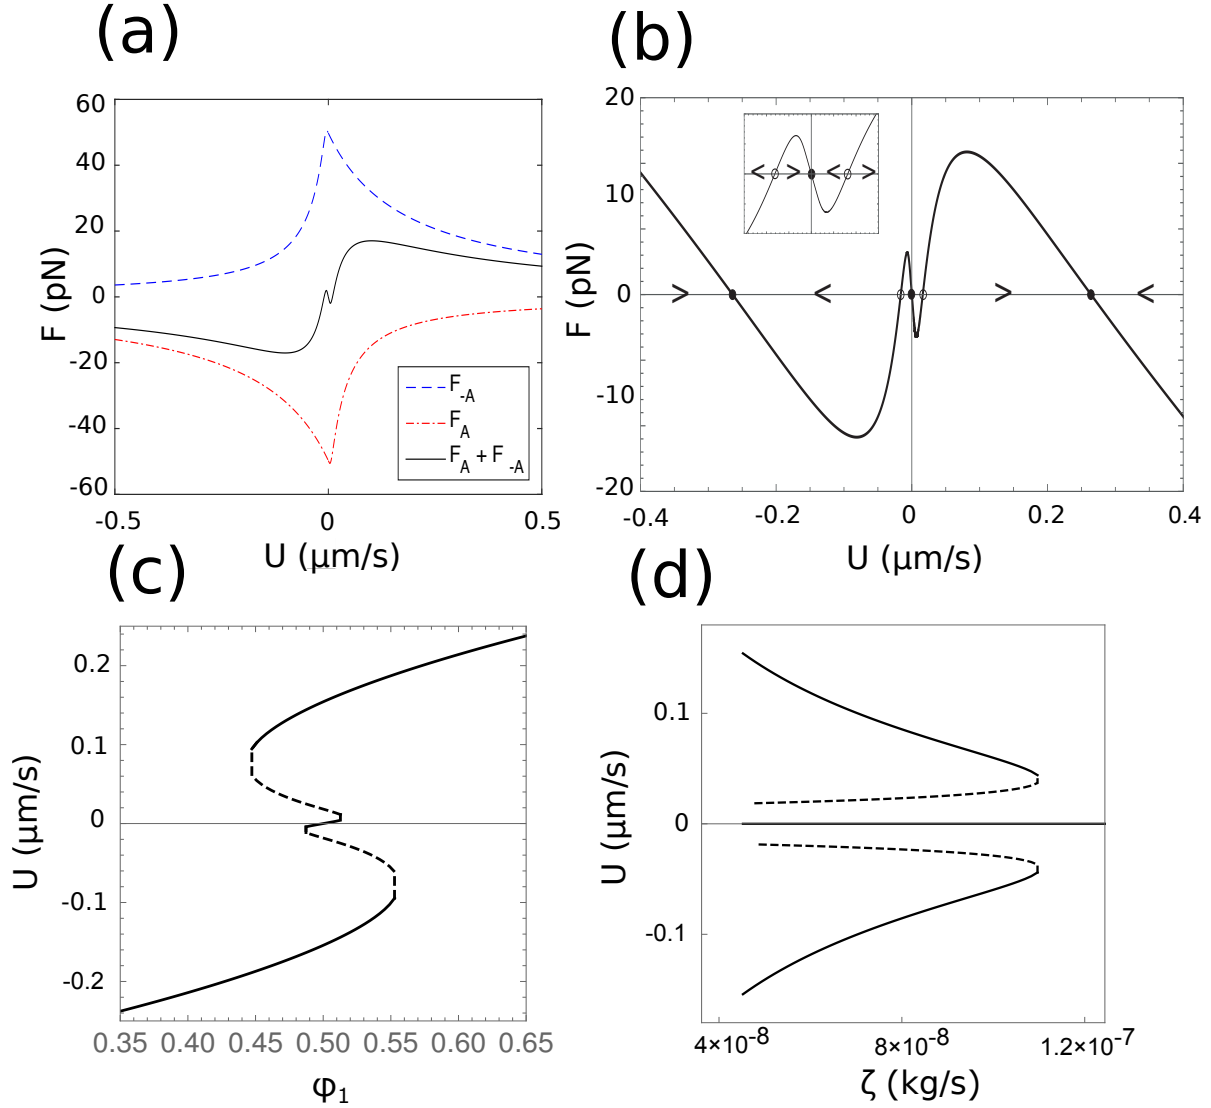 (a)
60
40
20
0
-20
-40
-60
F (pN)
-0.5
0
0.5
U (μm/s)
F-A
FA
FA + F-A
(b)
20
10
0
-10
-20
F (pN)
-0.4
-0.2
0
0.2
0.4
U (μm/s)
(c)
0.2
0.1
0
-0.1
-0.2
U (μm/s)
0.35 0.40 0.45 0.50 0.55 0.60 0.65
φ1
(d)
0.1
0
-0.1
U (μm/s)
4×10-8
8×10-8
1.2×10-7
ζ (kg/s)